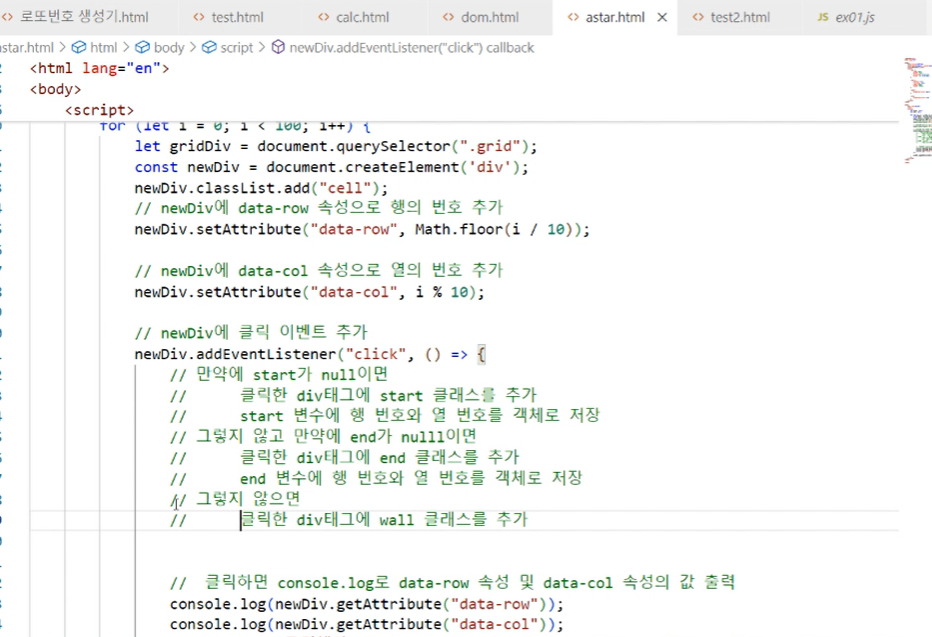 로또번호 생성기.html test.html calc.html dom.html astar.html test2.html JS ex01.js
astar.html > html > body > script > newDiv.addEventListener("click") callback
<html lang="en">
<body>
<script>
for (let i = 0; i < 100; i++) {
let gridDiv = document.querySelector(".grid");
const newDiv = document.createElement('div');
newDiv.classList.add("cell");
// newDiv에 data-row 속성으로 행의 번호 추가
newDiv.setAttribute("data-row", Math.floor(i / 10));
// newDiv에 data-col 속성으로 열의 번호 추가
newDiv.setAttribute("data-col", i % 10);
// newDiv에 클릭 이벤트 추가
newDiv.addEventListener("click", () => {
// 만약에 start가 null이면
// 클릭한 div태그에 start 클래스를 추가
// start 변수에 행 번호와 열 번호를 객체로 저장
// 그렇지 않고 만약에 end가 nulll이면
// 클릭한 div태그에 end 클래스를 추가
// end 변수에 행 번호와 열 번호를 객체로 저장
// 그렇지 않으면
// 클릭한 div태그에 wall 클래스를 추가
// 클릭하면 console.log로 data-row 속성 및 data-col 속성의 값 출력
console.log(newDiv.getAttribute("data-row"));
console.log(newDiv.getAttribute("data-col"));